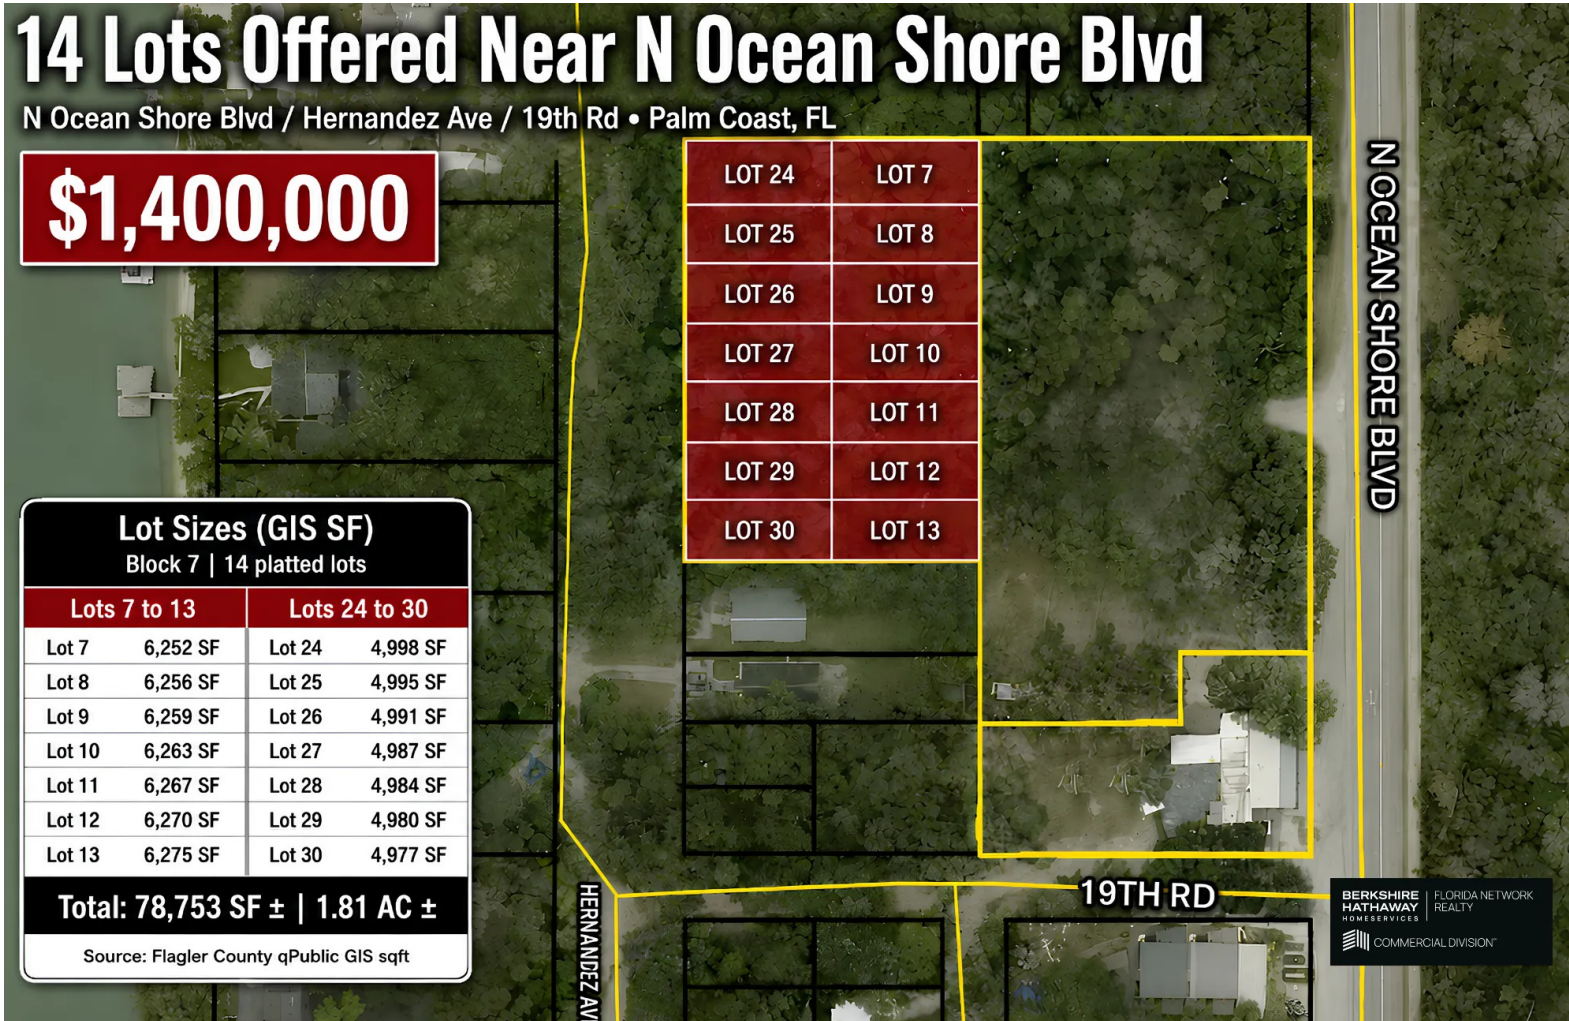 14 Lots Offered Near N Ocean Shore Blvd
N Ocean Shore Blvd / Hernandez Ave / 19th Rd • Palm Coast, FL
$1,400,000
LOT 24 LOT 7
LOT 25 LOT 8
LOT 26 LOT 9
LOT 27 LOT 10
LOT 28 LOT 11
LOT 29 LOT 12
LOT 30 LOT 13
N OCEAN SHORE BLVD
Lot Sizes (GIS SF)
Block 7 | 14 platted lots
Lots 7 to 13 Lots 24 to 30
Lot 7 6,252 SF Lot 24 4,998 SF
Lot 8 6,256 SF Lot 25 4,995 SF
Lot 9 6,259 SF Lot 26 4,991 SF
Lot 10 6,263 SF Lot 27 4,987 SF
Lot 11 6,267 SF Lot 28 4,984 SF
Lot 12 6,270 SF Lot 29 4,980 SF
Lot 13 6,275 SF Lot 30 4,977 SF
Total: 78,753 SF ± | 1.81 AC ±
Source: Flagler County qPublic GIS sqft
HERNANDEZ AV
19TH RD
BERKSHIRE
HATHAWAY
HOMESERVICES
FLORIDA NETWORK
REALTY
COMMERCIAL DIVISION™